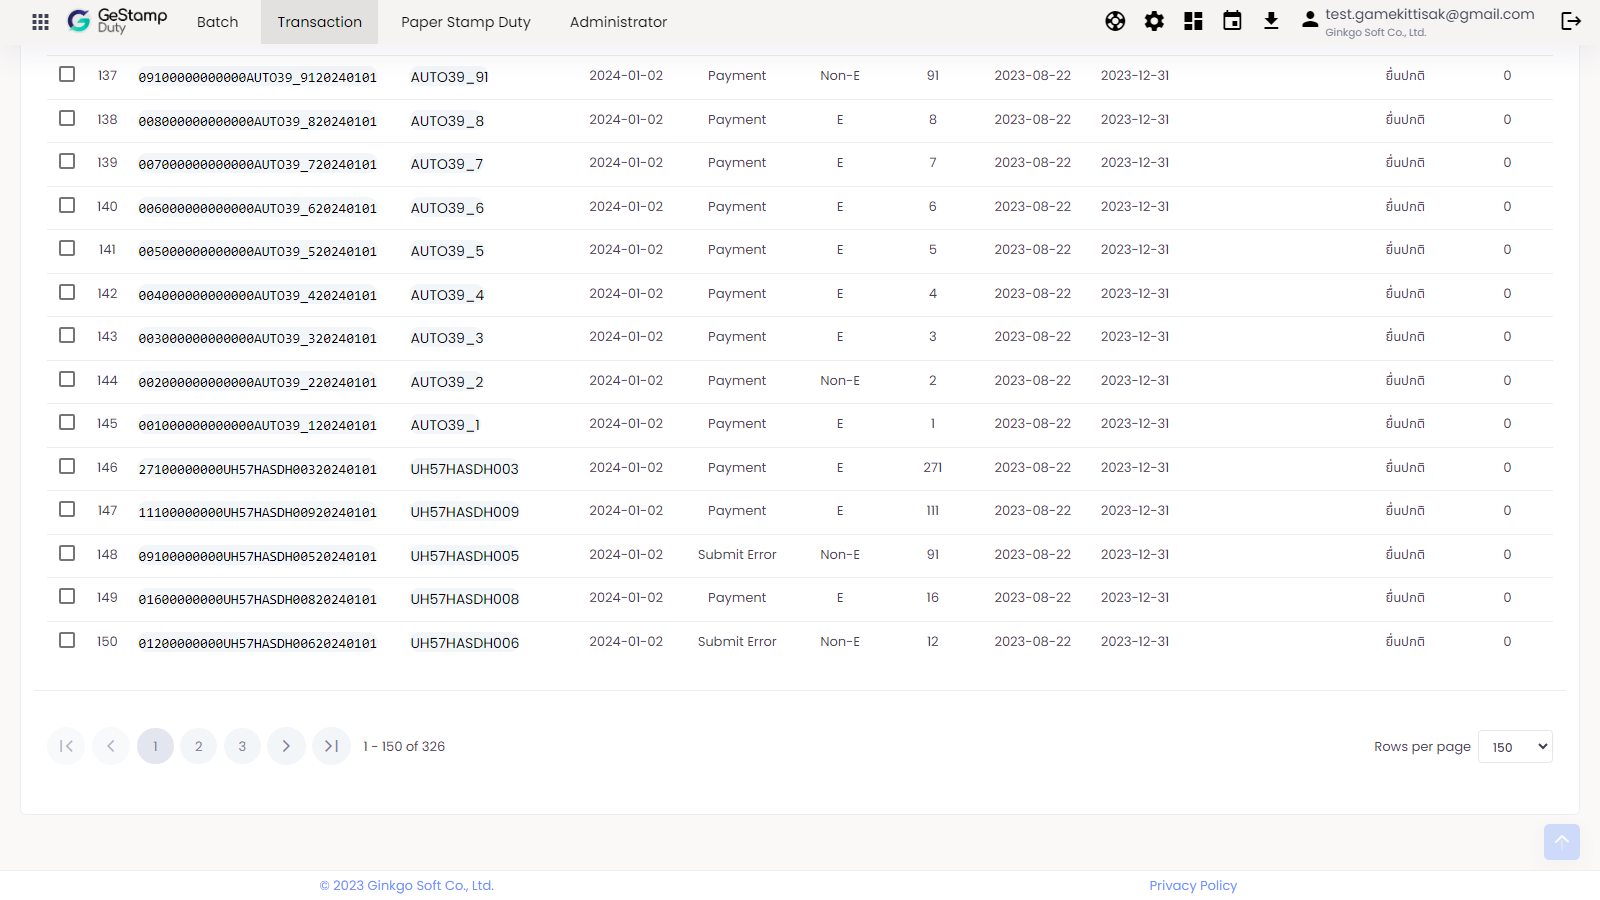 GeStamp Duty Batch Transaction Paper Stamp Duty Administrator test.gamekittisak@gmail.com
Ginkgo Soft Co., Ltd.
137 09100000000000AUTO39_9120240101 AUTO39_91 2024-01-02 Payment Non-E 91 2023-08-22 2023-12-31 ยื่นปกติ 0
138 008000000000000AUTO39_820240101 AUTO39_8 2024-01-02 Payment E 8 2023-08-22 2023-12-31 ยื่นปกติ 0
139 007000000000000AUTO39_720240101 AUTO39_7 2024-01-02 Payment E 7 2023-08-22 2023-12-31 ยื่นปกติ 0
140 006000000000000AUTO39_620240101 AUTO39_6 2024-01-02 Payment E 6 2023-08-22 2023-12-31 ยื่นปกติ 0
141 005000000000000AUTO39_520240101 AUTO39_5 2024-01-02 Payment E 5 2023-08-22 2023-12-31 ยื่นปกติ 0
142 004000000000000AUTO39_420240101 AUTO39_4 2024-01-02 Payment E 4 2023-08-22 2023-12-31 ยื่นปกติ 0
143 003000000000000AUTO39_320240101 AUTO39_3 2024-01-02 Payment E 3 2023-08-22 2023-12-31 ยื่นปกติ 0
144 002000000000000AUTO39_220240101 AUTO39_2 2024-01-02 Payment Non-E 2 2023-08-22 2023-12-31 ยื่นปกติ 0
145 001000000000000AUTO39_120240101 AUTO39_1 2024-01-02 Payment E 1 2023-08-22 2023-12-31 ยื่นปกติ 0
146 27100000000UH57HASDH00320240101 UH57HASDH003 2024-01-02 Payment E 271 2023-08-22 2023-12-31 ยื่นปกติ 0
147 11100000000UH57HASDH00920240101 UH57HASDH009 2024-01-02 Payment E 111 2023-08-22 2023-12-31 ยื่นปกติ 0
148 09100000000UH57HASDH00520240101 UH57HASDH005 2024-01-02 Submit Error Non-E 91 2023-08-22 2023-12-31 ยื่นปกติ 0
149 01600000000UH57HASDH00820240101 UH57HASDH008 2024-01-02 Payment E 16 2023-08-22 2023-12-31 ยื่นปกติ 0
150 01200000000UH57HASDH00620240101 UH57HASDH006 2024-01-02 Submit Error Non-E 12 2023-08-22 2023-12-31 ยื่นปกติ 0
1 2 3 1 - 150 of 326 Rows per page 150
© 2023 Ginkgo Soft Co., Ltd. Privacy Policy